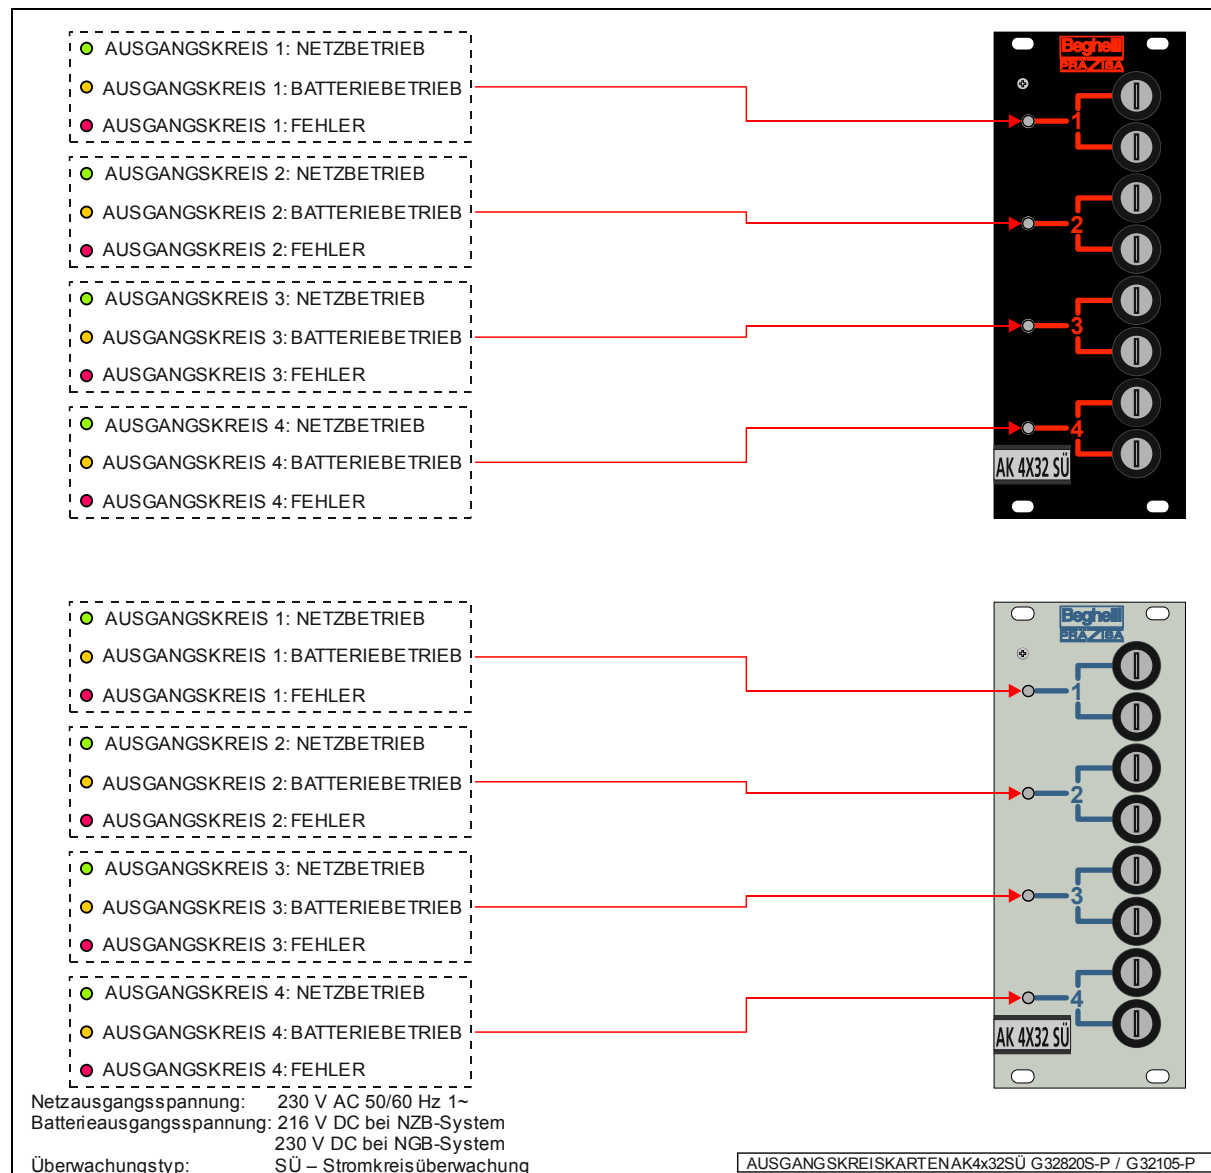 AUSGANGSKREIS 1: NETZBETRIEB
AUSGANGSKREIS 1: BATTERIEBETRIEB
AUSGANGSKREIS 1: FEHLER
AUSGANGSKREIS 2: NETZBETRIEB
AUSGANGSKREIS 2: BATTERIEBETRIEB
AUSGANGSKREIS 2: FEHLER
AUSGANGSKREIS 3: NETZBETRIEB
AUSGANGSKREIS 3: BATTERIEBETRIEB
AUSGANGSKREIS 3: FEHLER
AUSGANGSKREIS 4: NETZBETRIEB
AUSGANGSKREIS 4: BATTERIEBETRIEB
AUSGANGSKREIS 4: FEHLER
Beghelli
PRÄZISA
1
2
3
4
AK 4X32 SÜ
AUSGANGSKREIS 1: NETZBETRIEB
AUSGANGSKREIS 1: BATTERIEBETRIEB
AUSGANGSKREIS 1: FEHLER
AUSGANGSKREIS 2: NETZBETRIEB
AUSGANGSKREIS 2: BATTERIEBETRIEB
AUSGANGSKREIS 2: FEHLER
AUSGANGSKREIS 3: NETZBETRIEB
AUSGANGSKREIS 3: BATTERIEBETRIEB
AUSGANGSKREIS 3: FEHLER
AUSGANGSKREIS 4: NETZBETRIEB
AUSGANGSKREIS 4: BATTERIEBETRIEB
AUSGANGSKREIS 4: FEHLER
Beghelli
PRÄZISA
1
2
3
4
AK 4X32 SÜ
Netzausgangsspannung: 230 V AC 50/60 Hz 1~
Batterieausgangsspannung: 216 V DC bei NZB-System
230 V DC bei NGB-System
Überwachungstyp: SÜ – Stromkreisüberwachung
AUSGANGSKREISKARTEN AK4x32SÜ G32820S-P / G32105-P